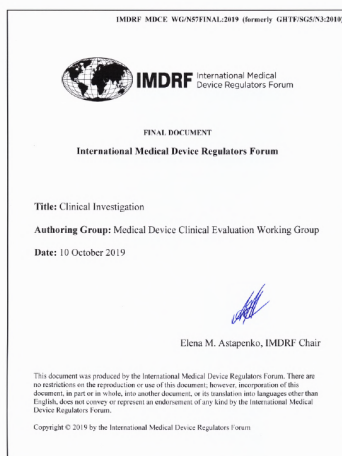 IMDRF MDCE WG/N57FINAL:2019 (formerly GHTF/SG5/N3:2010)
IMDRF International Medical
Device Regulators Forum
FINAL DOCUMENT
International Medical Device Regulators Forum
Title: Clinical Investigation
Authoring Group: Medical Device Clinical Evaluation Working Group
Date: 10 October 2019
Elena M. Astapenko, IMDRF Chair
This document was produced by the International Medical Device Regulators Forum. There are
no restrictions on the reproduction or use of this document; however, incorporation of this
document, in part or in whole, into another document, or its translation into languages other than
English, does not convey or represent an endorsement of any kind by the International Medical
Device Regulators Forum.
Copyright © 2019 by the International Medical Device Regulators Forum